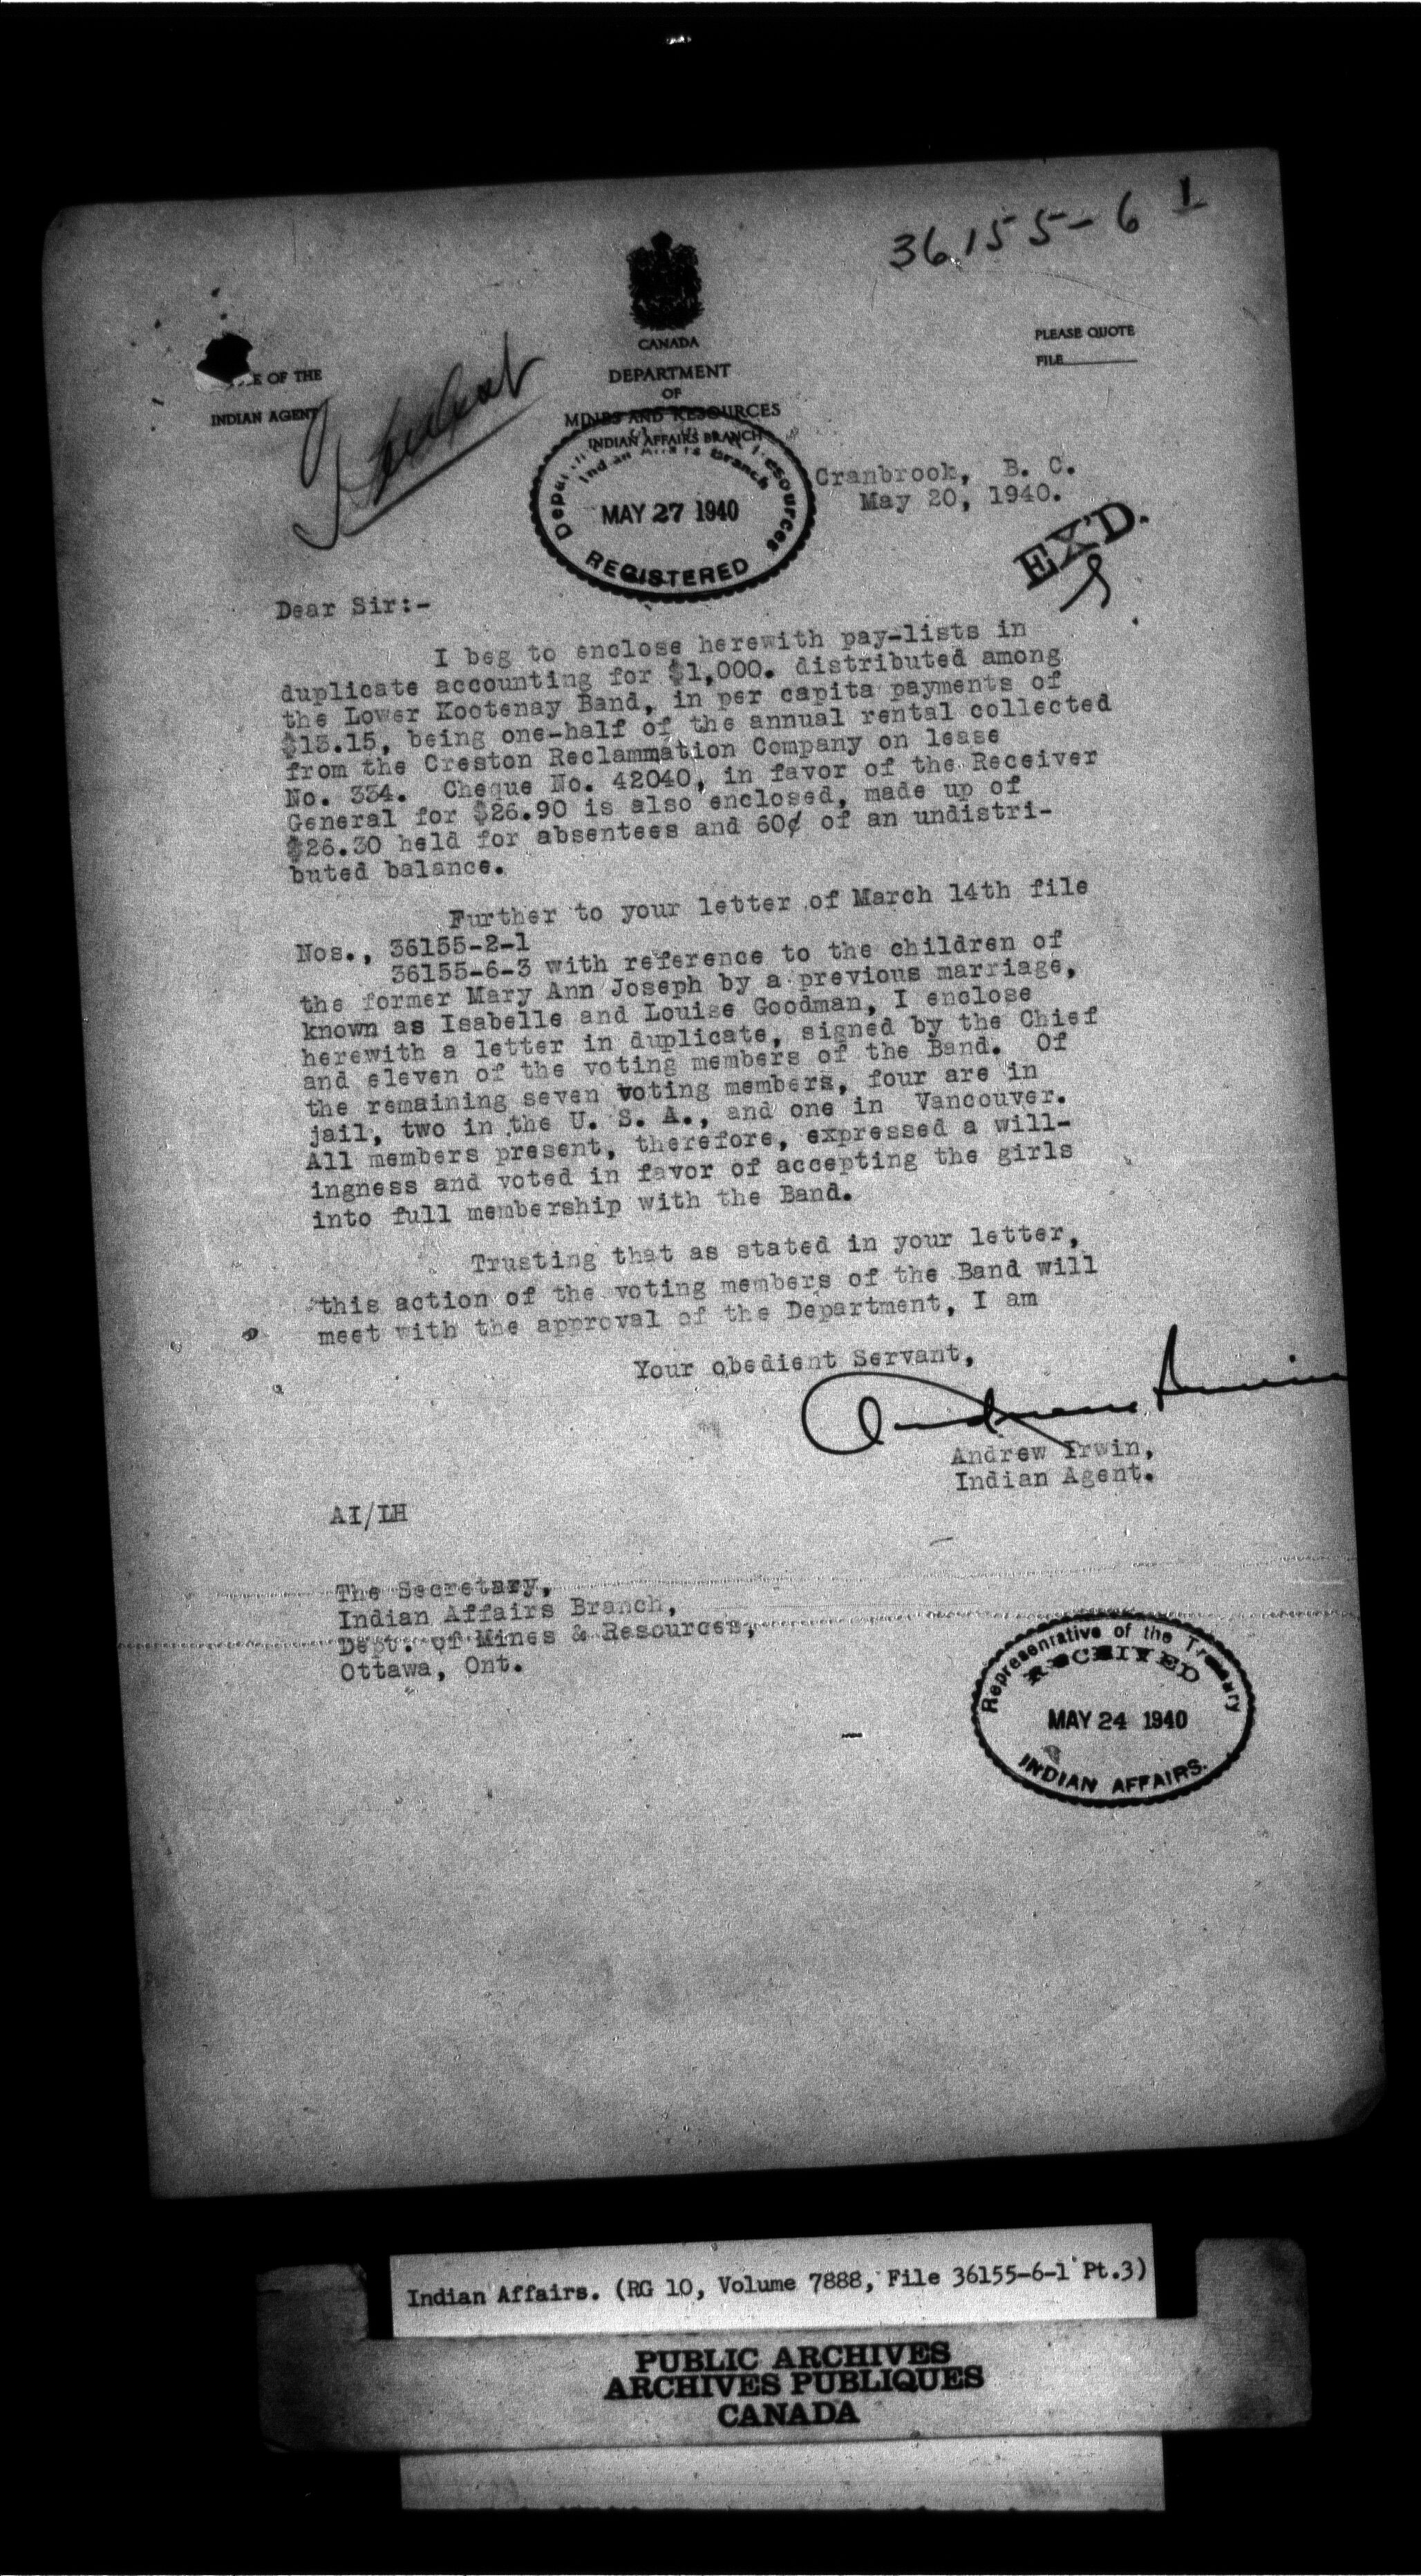 36155-6 1
CANADA
PLEASE QUOTE
FILE
OF THE
INDIAN AGENT
DEPARTMENT
OF
MINES AND RESOURCES
INDIAN AFFAIRS BRANCH
Indian Affairs Branch
MAY 27 1940
REGISTERED
Cranbrook, B. C.
May 20, 1940.
EX'D.
Dear Sir:-
I beg to enclose herewith pay-lists in
duplicate accounting for $1,000. distributed among
the Lower Kootenay Band, in per capita payments of
$13.15, being one-half of the annual rental collected
from the Creston Reclammation Company on lease
No. 334. Cheque No. 42040, in favor of the Receiver
General for $26.90 is also enclosed, made up of
$26.30 held for absentees and 60¢ of an undistri-
buted balance.
Further to your letter of March 14th file
Nos., 36155-2-1
36155-6-3 with reference to the children of
the former Mary Ann Joseph by a previous marriage,
known as Isabelle and Louise Goodman, I enclose
herewith a letter in duplicate, signed by the Chief
and eleven of the voting members of the Band. Of
the remaining seven voting members, four are in
jail, two in the U. S. A., and one in Vancouver.
All members present, therefore, expressed a will-
ingness and voted in favor of accepting the girls
into full membership with the Band.
Trusting that as stated in your letter,
this action of the voting members of the Band will
meet with the approval of the Department, I am
Your obedient Servant,
Andrew Irwin
Andrew Irwin,
Indian Agent.
AI/LH
The Secretary,
Indian Affairs Branch,
Dept. of Mines & Resources,
Ottawa, Ont.
Representative of the Treasury
RECEIVED
MAY 24 1940
INDIAN AFFAIRS.
Indian Affairs. (RG 10, Volume 7888, File 36155-6-1 Pt.3)
PUBLIC ARCHIVES
ARCHIVES PUBLIQUES
CANADA